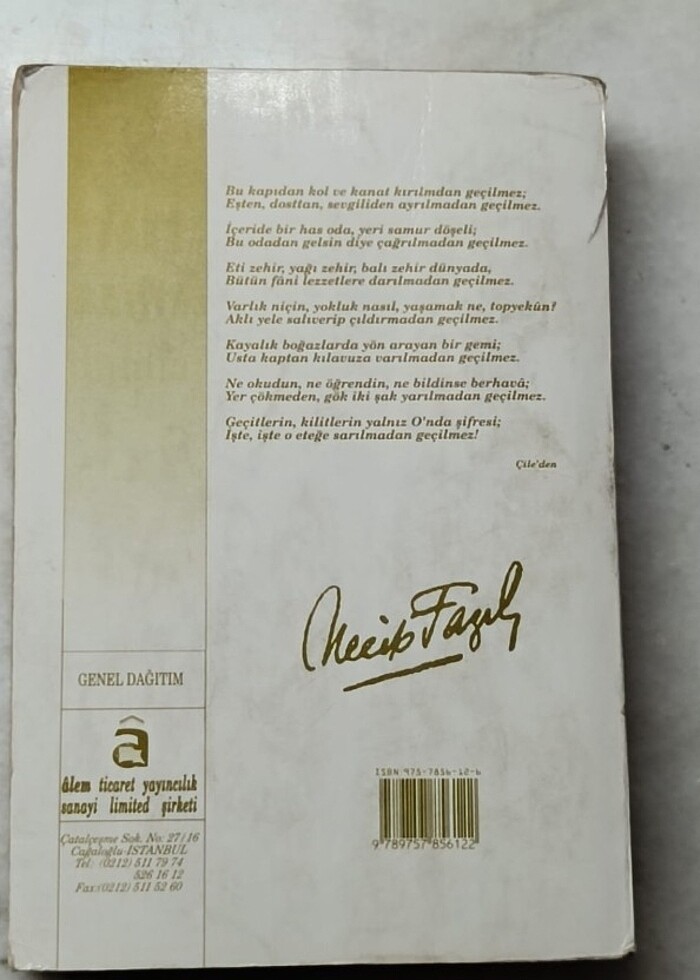 Bu kapıdan kol ve kanat kırılmdan geçilmez;
Eşten, dosttan, sevgiliden ayrılmadan geçilmez.
İçeride bir has oda, yeri samur döşeli;
Bu odadan gelsin diye çağrılmadan geçilmez.
Eti zehir, yağı zehir, balı zehir dünyada,
Bütün fâni lezzetlere darılmadan geçilmez.
Varlık niçin, yokluk nasıl, yaşamak ne, topyekûn?
Aklı yele salıverip çıldırmadan geçilmez.
Kayalık boğazlarda yön arayan bir gemi;
Usta kaptan kılavuza varılmadan geçilmez.
Ne okudun, ne öğrendin, ne bildinse berhavâ;
Yer çökmeden, gök iki şak yarılmadan geçilmez.
Geçitlerin, kilitlerin yalnız O'nda şifresi;
İşte, işte o eteğe sarılmadan geçilmez!
Çile'den
Necip Fazıl
GENEL DAĞITIM
â
âlem ticaret yayıncılık
sanayi limited şirketi
Çatalçeşme Sok. No: 27/16
Cağaloğlu-İSTANBUL
Tel: (0212) 511 79 74
526 16 12
Fax:(0212) 511 52 60
ISBN 975-7856-12-6
9 789757 856122